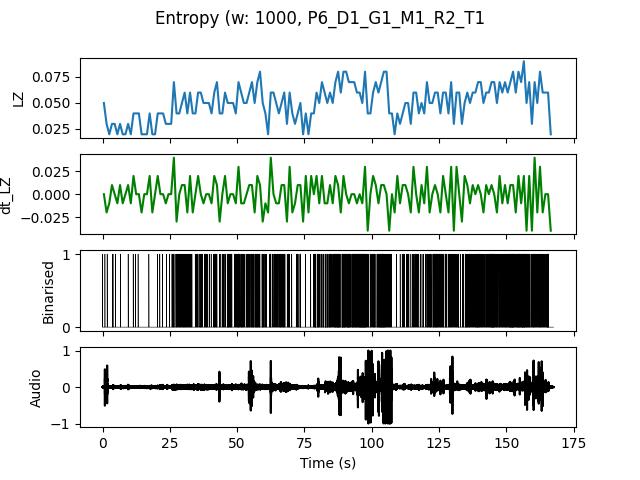 Entropy (w: 1000, P6_D1_G1_M1_R2_T1
LZ
0.075
0.050
0.025
dt_LZ
0.025
0.000
−0.025
Binarised
1
0
Audio
1
0
−1
0 25 50 75 100 125 150 175
Time (s)